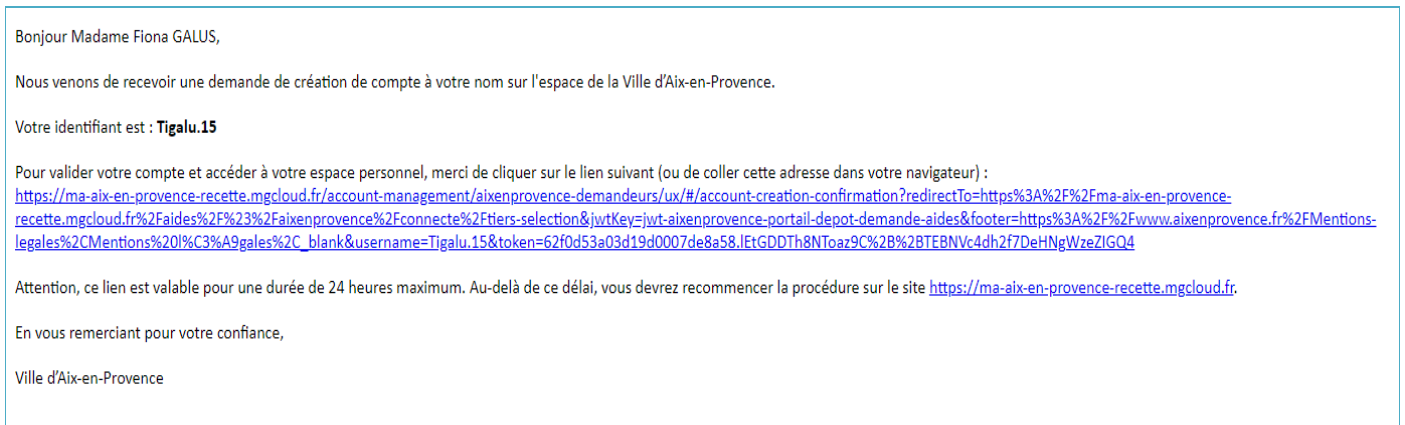 Bonjour Madame Fiona GALUS,
Nous venons de recevoir une demande de création de compte à votre nom sur l'espace de la Ville d’Aix-en-Provence.
Votre identifiant est : Tigalu.15
Pour valider votre compte et accéder à votre espace personnel, merci de cliquer sur le lien suivant (ou de coller cette adresse dans votre navigateur) :
https://ma-aix-en-provence-recette.mgcloud.fr/account-management/aixenprovence-demandeurs/ux/#/account-creation-confirmation?redirectTo=https%3A%2F%2Fma-aix-en-provence-
recette.mgcloud.fr%2Faides%2F%23%2Faixenprovence%2Fconnecte%2Ftiers-selection&jwtKey=jwt-aixenprovence-portail-depot-demande-aides&footer=https%3A%2F%2Fwww.aixenprovence.fr%2FMentions-
legales%2CMentions%20l%C3%A9gales%2C_blank&username=Tigalu.15&token=62f0d53a03d19d0007de8a58.lEtGDDTh8NToaz9C%2B%2BTEBNVc4dh2f7DeHNgWzeZIGQ4
Attention, ce lien est valable pour une durée de 24 heures maximum. Au-delà de ce délai, vous devrez recommencer la procédure sur le site https://ma-aix-en-provence-recette.mgcloud.fr.
En vous remerciant pour votre confiance,
Ville d’Aix-en-Provence